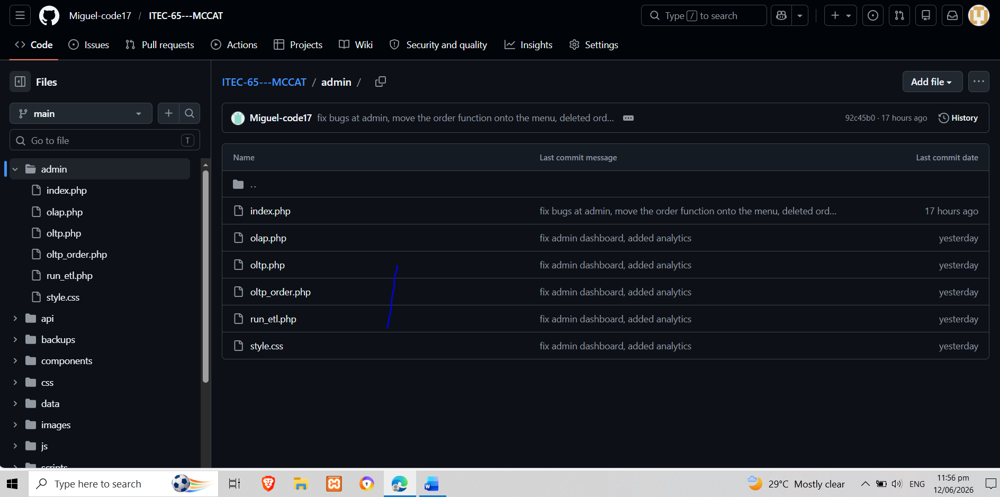 Miguel-code17 / ITEC-65---MCCAT
Type / to search
Code
Issues
Pull requests
Actions
Projects
Wiki
Security and quality
Insights
Settings
Files
main
Go to file
T
admin
index.php
olap.php
oltp.php
oltp_order.php
run_etl.php
style.css
api
backups
components
css
data
images
js
scripts
ITEC-65---MCCAT / admin /
Add file
Miguel-code17 fix bugs at admin, move the order function onto the menu, deleted ord...
92c45b0 · 17 hours ago
History
Name Last commit message Last commit date
..
index.php fix bugs at admin, move the order function onto the menu, deleted ord... 17 hours ago
olap.php fix admin dashboard, added analytics yesterday
oltp.php fix admin dashboard, added analytics yesterday
oltp_order.php fix admin dashboard, added analytics yesterday
run_etl.php fix admin dashboard, added analytics yesterday
style.css fix admin dashboard, added analytics yesterday
Type here to search
29°C Mostly clear
ENG
11:56 pm
12/06/2026